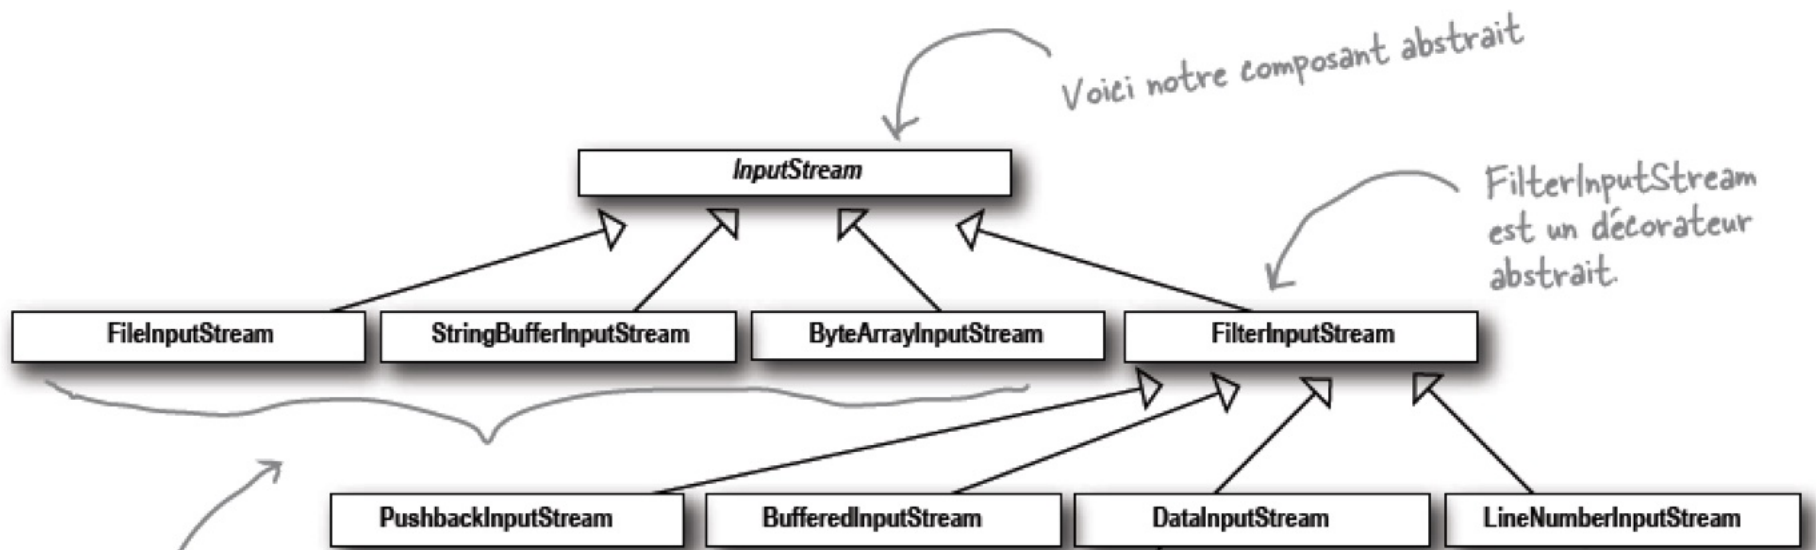 Voici notre composant abstrait
InputStream
FilterInputStream
est un décorateur
abstrait.
FileInputStream
StringBufferInputStream
ByteArrayInputStream
FilterInputStream
PushbackInputStream
BufferedInputStream
DataInputStream
LineNumberInputStream